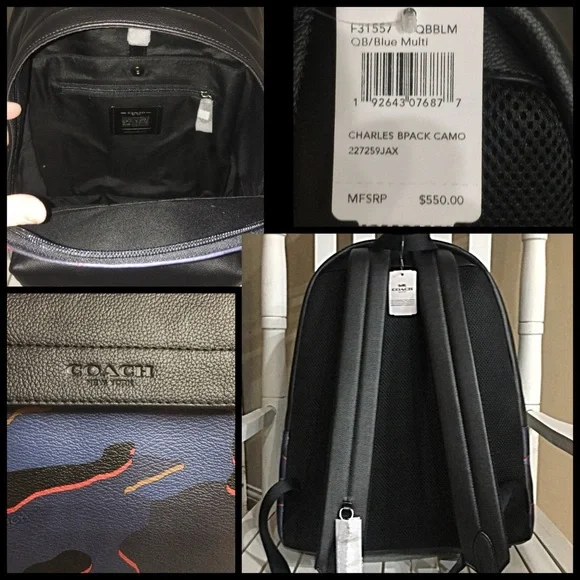 F31557 QBBLM
QB/Blue Multi
1 92643 07687 7
CHARLES BPACK CAMO
227259JAX
MFSRP $550.00
COACH
NEW YORK
COACH